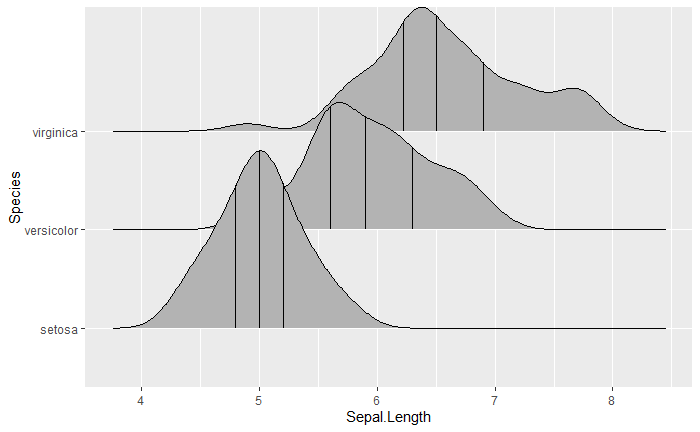 Species
virginica
versicolor
setosa
4 5 6 7 8
Sepal.Length